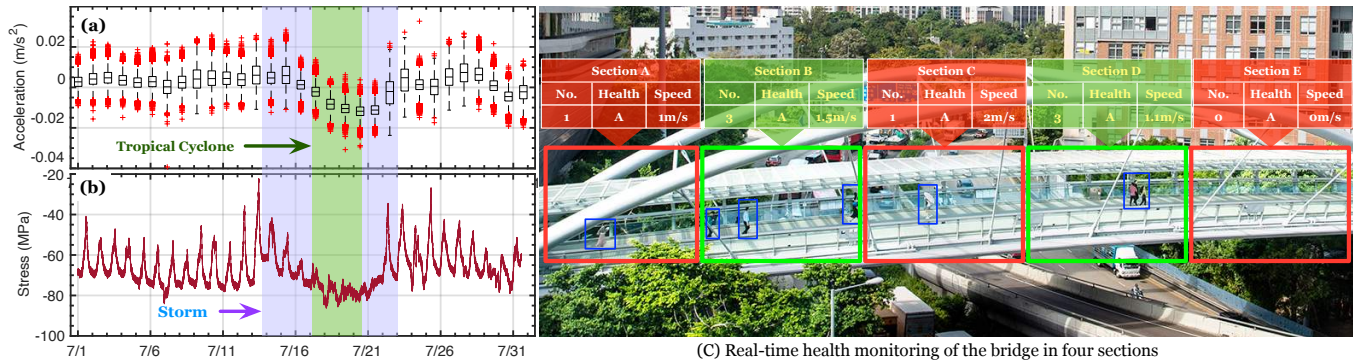 (a)
0.02
0
-0.02
-0.04
Acceleration (m/s²)
Tropical Cyclone
(b)
-20
-40
-60
-80
-100
Stress (MPa)
Storm
7/1 7/6 7/11 7/16 7/21 7/26 7/31
Section A
No. Health Speed
1 A 1m/s
Section B
No. Health Speed
3 A 1.5m/s
Section C
No. Health Speed
1 A 2m/s
Section D
No. Health Speed
3 A 1.1m/s
Section E
No. Health Speed
0 A 0m/s
(C) Real-time health monitoring of the bridge in four sections